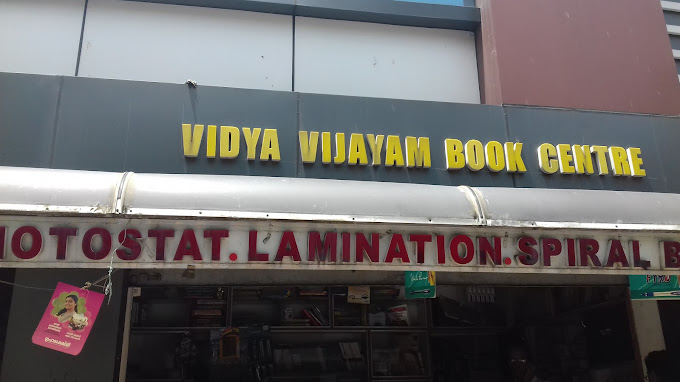 VIDYA VIJAYAM BOOK CENTRE
HOTOSTAT.LAMINATION.SPIRAL B